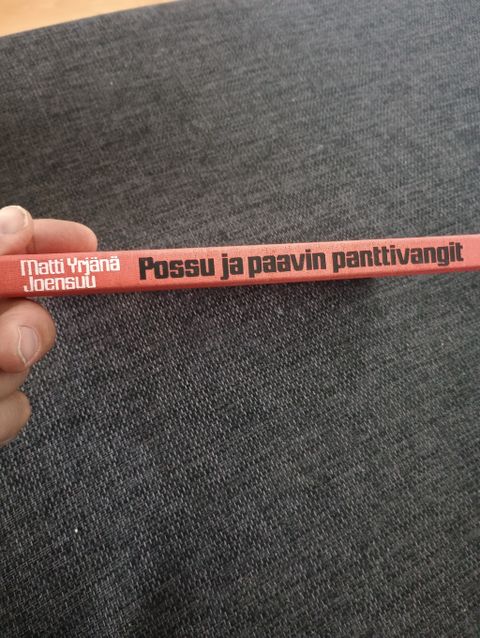 Matti Yrjänä
Joensuu
Possu ja paavin panttivangit